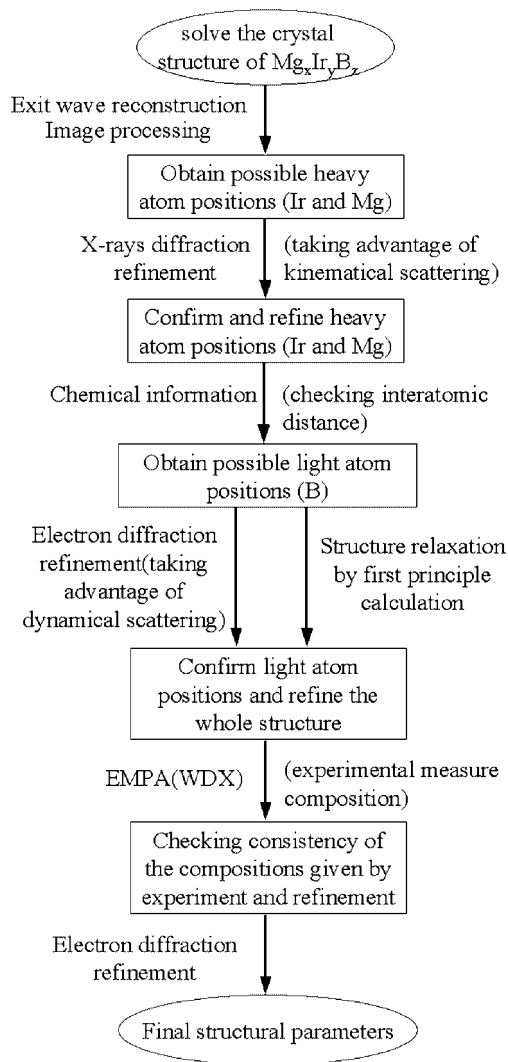 solve the crystal
structure of MgxIryBz
Exit wave reconstruction
Image processing
Obtain possible heavy
atom positions (Ir and Mg)
X-rays diffraction
refinement
(taking advantage of
kinematical scattering)
Confirm and refine heavy
atom positions (Ir and Mg)
Chemical information
(checking interatomic
distance)
Obtain possible light atom
positions (B)
Electron diffraction
refinement(taking
advantage of
dynamical scattering)
Structure relaxation
by first principle
calculation
Confirm light atom
positions and refine the
whole structure
EMPA(WDX)
(experimental measure
composition)
Checking consistency of
the compositions given by
experiment and refinement
Electron diffraction
refinement
Final structural parameters